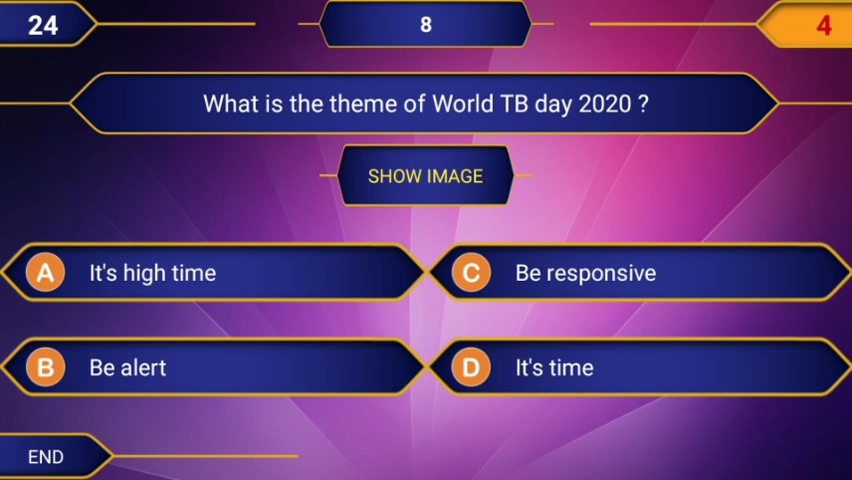 24
8
4
What is the theme of World TB day 2020 ?
SHOW IMAGE
A It's high time
C Be responsive
B Be alert
D It's time
END